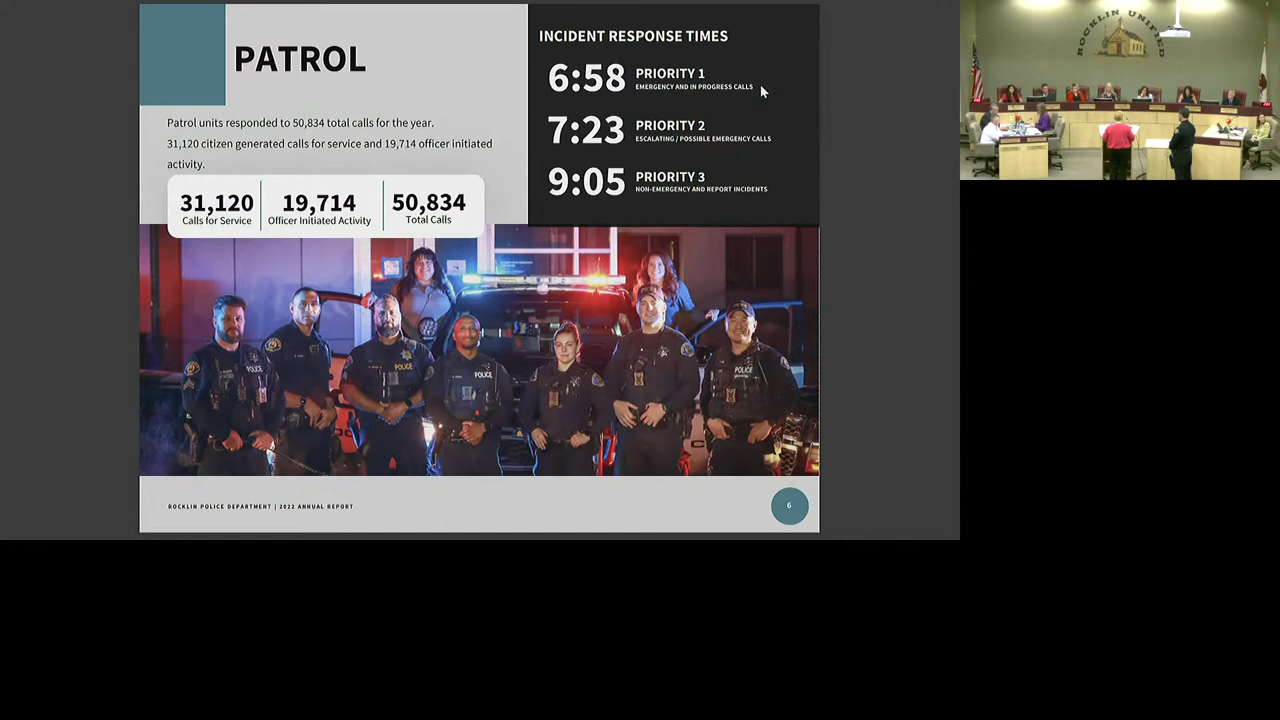 PATROL
Patrol units responded to 50,834 total calls for the year.
31,120 citizen generated calls for service and 19,714 officer initiated
activity.
31,120
Calls for Service
19,714
Officer Initiated Activity
50,834
Total Calls
INCIDENT RESPONSE TIMES
6:58
PRIORITY 1
EMERGENCY AND IN PROGRESS CALLS
7:23
PRIORITY 2
ESCALATING / POSSIBLE EMERGENCY CALLS
9:05
PRIORITY 3
NON-EMERGENCY AND REPORT INCIDENTS
POLICE
POLICE
POLICE
POLICE
ROCKLIN POLICE DEPARTMENT | 2022 ANNUAL REPORT
6
ROCKLIN UNIFIED